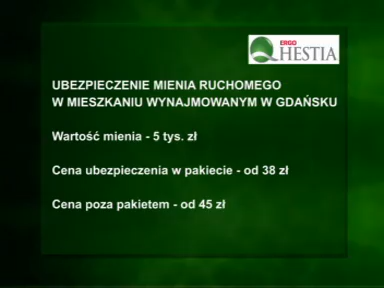 ERGO
HESTIA
UBEZPIECZENIE MIENIA RUCHOMEGO
W MIESZKANIU WYNAJMOWANYM W GDAŃSKU
Wartość mienia - 5 tys. zł
Cena ubezpieczenia w pakiecie - od 38 zł
Cena poza pakietem - od 45 zł